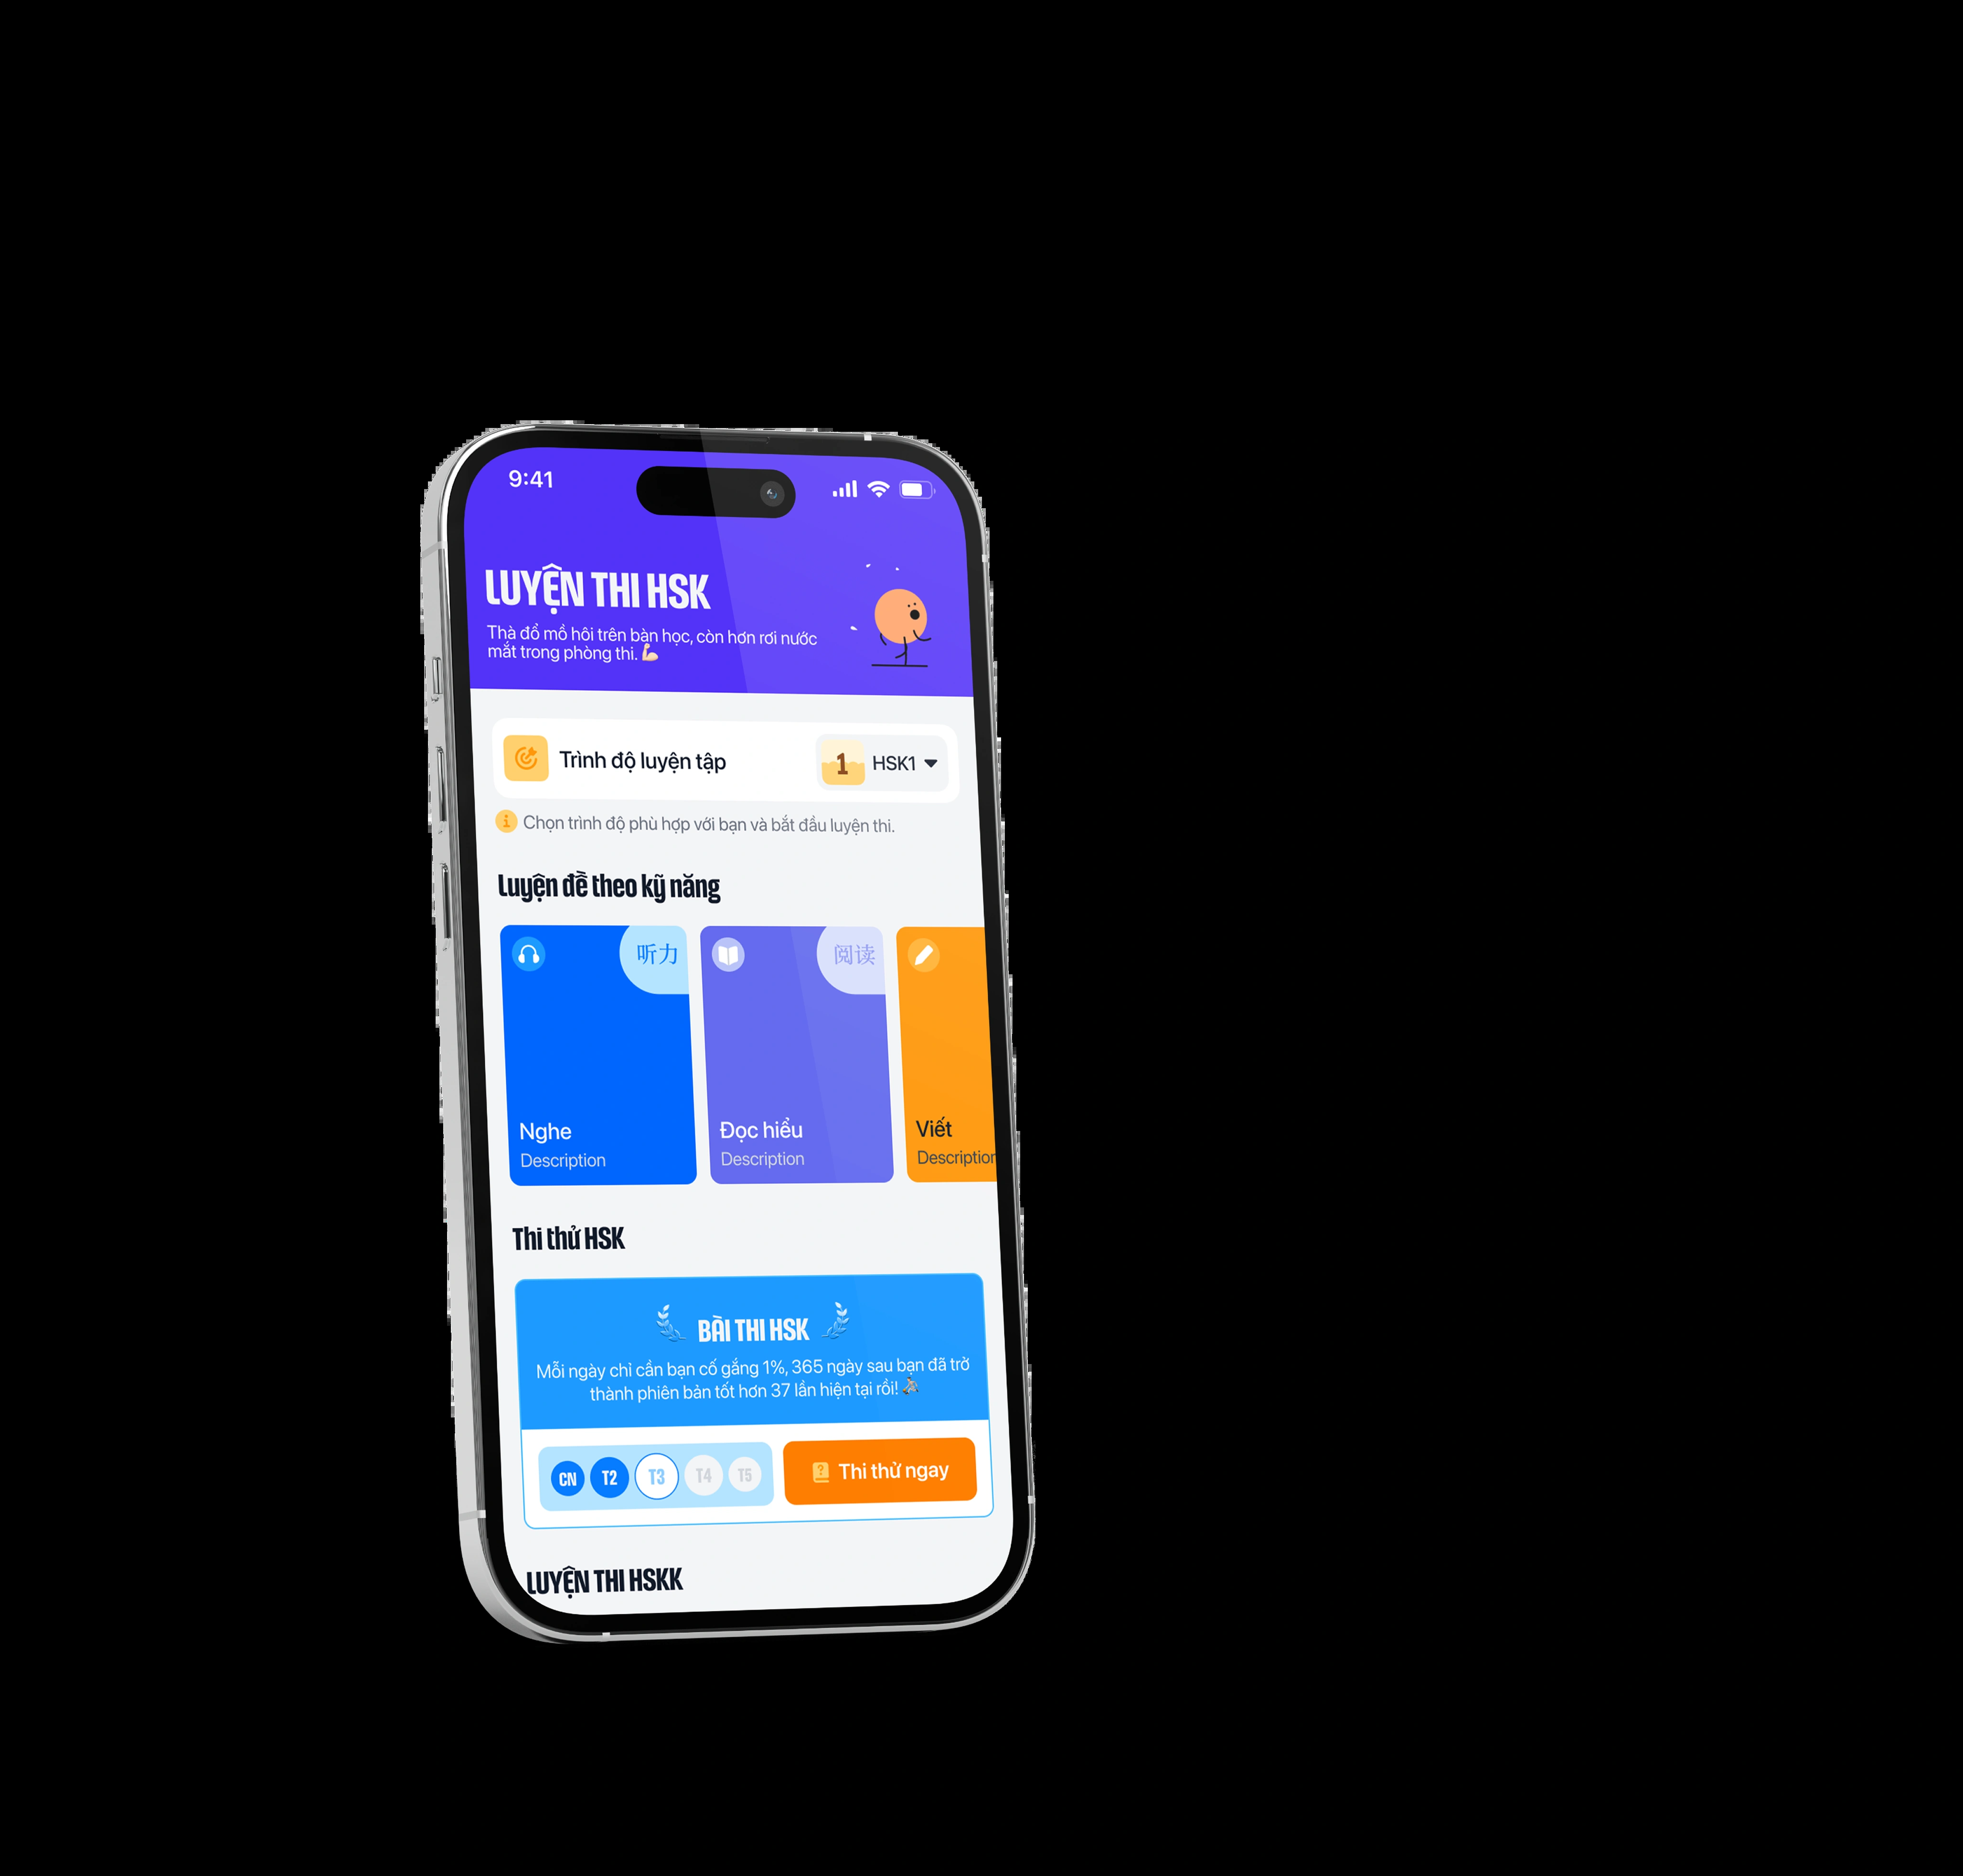 9:41
LUYỆN THI HSK
Thà đổ mồ hôi trên bàn học, còn hơn rơi nước
mắt trong phòng thi. 💪🏻
Trình độ luyện tập
1 HSK1
Chọn trình độ phù hợp với bạn và bắt đầu luyện thi.
Luyện đề theo kỹ năng
听力
阅读
Nghe
Description
Đọc hiểu
Description
Viết
Description
Thi thử HSK
BÀI THI HSK
Mỗi ngày chỉ cần bạn cố gắng 1%, 365 ngày sau bạn đã trở
thành phiên bản tốt hơn 37 lần hiện tại rồi!
CN T2 T3 T4 T5
Thi thử ngay
LUYỆN THI HSKK